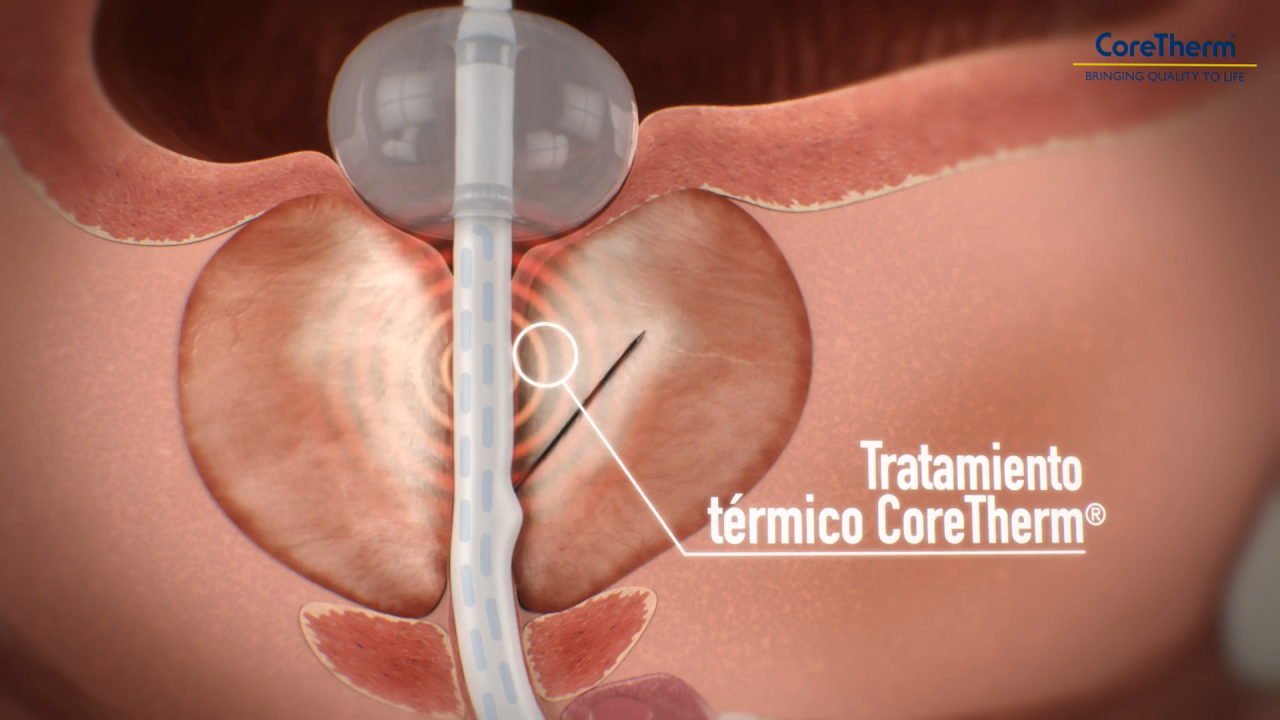 CoreTherm®
BRINGING QUALITY TO LIFE
Tratamiento
térmico CoreTherm®